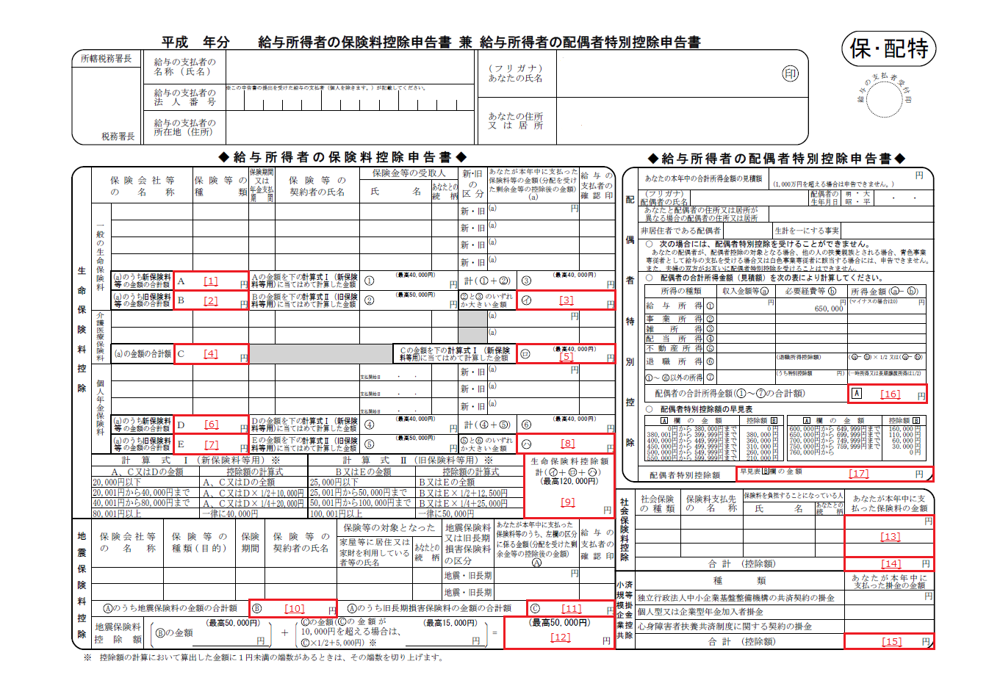 平成　年分　　給与所得者の保険料控除申告書 兼 給与所得者の配偶者特別控除申告書
保・配特
給与の支払者受付印
所轄税務署長
税務署長
給与の支払者の
名称（氏名）
※この申告書の提出を受けた給与の支払者（個人を除きます。）が記載してください。
給与の支払者の
法人番号
給与の支払者の
所在地（住所）
（フリガナ）
あなたの氏名
印
あなたの住所
又は居所
◆給与所得者の保険料控除申告書◆
生命保険料控除
保険会社等
の名称
保険等の
種類
保険期間
又は
年金支払
期間
保険等の
契約者の氏名
保険金等の受取人
氏　名
あなたとの
続柄
新・旧
の
区分
あなたが本年中に支払った
保険料等の金額(分配を受け
た剰余金等の控除後の金額)
(a)
給与の
支払者の
確認印
一般の生命保険料
新・旧 (a) 円
新・旧 (a)
新・旧 (a)
新・旧 (a)
(a)のうち新保険料
等の金額の合計額
A [1] 円
Aの金額を下の計算式Ⅰ（新保険
料等用)に当てはめて計算した金額
① (最高40,000円) 円
計(①＋②)
③ (最高40,000円) 円
(a)のうち旧保険料
等の金額の合計額
B [2] 円
Bの金額を下の計算式Ⅱ（旧保険
料等用)に当てはめて計算した金額
② (最高50,000円) 円
②と③のいずれ
か大きい金額
㋑ [3] 円
介護医療保険料
(a) 円
(a)
(a)の金額の合計額
C [4] 円
Cの金額を下の計算式Ⅰ（新保険
料等用)に当てはめて計算した金額
㋺ (最高40,000円)
[5] 円
個人年金保険料
支払開始日 ・ ・ 新・旧 (a) 円
新・旧 (a)
支払開始日 ・ ・ 新・旧 (a)
(a)のうち新保険料
等の金額の合計額
D [6] 円
Dの金額を下の計算式Ⅰ（新保険
料等用)に当てはめて計算した金額
④ (最高40,000円) 円
計(④＋⑤)
⑥ (最高40,000円) 円
(a)のうち旧保険料
等の金額の合計額
E [7] 円
Eの金額を下の計算式Ⅱ（旧保険
料等用)に当てはめて計算した金額
⑤ (最高50,000円) 円
⑤と⑥のいずれ
か大きい金額
㋩ [8] 円
計算式Ⅰ（新保険料等用）※
A、C又はDの金額　控除額の計算式
20,000円以下　A、C又はDの全額
20,001円から40,000円まで　A、C又はD×1/2+10,000円
40,001から80,000円まで　A、C又はD×1/4+20,000円
80,001円以上　一律に40,000円
計算式Ⅱ（旧保険料等用）※
B又はEの金額　控除額の計算式
25,000円以下　B又はEの全額
25,001円から50,000円まで　B又はE×1/2+12,500円
50,001から100,000円まで　B又はE×1/4+25,000円
100,001円以上　一律に50,000円
生命保険料控除額
計(㋑＋㋺＋㋩)
(最高120,000円)
[9]
円
地震保険料控除
保険会社等
の名称
保険等の
種類(目的)
保険
期間
保険等の
契約者の氏名
保険等の対象となった
家屋等に居住又は
家財を利用している
者等の氏名
あなたとの
続柄
地震保険料
又は旧長期
損害保険料
の区分
あなたが本年中に支払った
保険料等のうち、左欄の区分
に係る金額(分配を受けた剰
余金等の控除後の金額)
Ⓐ
給与の
支払者の
確認印
地震・旧長期 円
地震・旧長期
Ⓐのうち地震保険料の金額の合計額 Ⓑ [10] 円
Ⓐのうち旧長期損害保険料の金額の合計額 Ⓒ [11] 円
地震保険料
控除額
Ⓑの金額 (最高50,000円) 円
＋
Ⓒの金額(Ⓒの金額が
10,000円を超える場合は、
Ⓒ×1/2+5,000円)※
(最高15,000円) 円
＝
(最高50,000円)
[12] 円
※　控除額の計算において算出した金額に１円未満の端数があるときは、その端数を切り上げます。
◆給与所得者の配偶者特別控除申告書◆
配偶者特別控除
あなたの本年中の合計所得金額の見積額
(1,000万円を超える場合は申告できません。)
円
(フリガナ)
配偶者の氏名
配偶者の
生年月日
明・大
昭・平
・ ・
あなたと配偶者の住所又は居所が
異なる場合の配偶者の住所又は居所
非居住者である配偶者
生計を一にする事実
○　次の場合には、配偶者特別控除を受けることができません。
あなたの配偶者が、配偶者控除の対象となる場合、他の人の扶養親族とされる場合、青色事業
専従者として給与の支払を受ける場合又は白色事業専従者に該当する場合には、申告できません。
また、夫婦の双方がお互いに配偶者特別控除を受けることはできません。
○　配偶者の合計所得金額（見積額）を次の表により計算してください。
所得の種類　収入金額等ⓐ　必要経費等ⓑ　所得金額(ⓐ－ⓑ)
給与所得① 円 円 650,000 (マイナスの場合は0) 円
事業所得②
雑所得③
配当所得④
不動産所得⑤
退職所得⑥ (退職所得控除額) (ⓐ－ⓑ)×1/2 又は(ⓐ－ⓑ)
①～⑥以外の所得⑦ (うち特別控除額 円) (一時所得又は長期譲渡所得は1/2)
配偶者の合計所得金額(①～⑦の合計額)
A [16] 円
○　配偶者特別控除額の早見表
A 欄の金額　控除額 B
0円から 380,000円まで　0円
380,001円から 399,999円まで　380,000円
400,000円から 449,999円まで　360,000円
450,000円から 499,999円まで　310,000円
500,000円から 549,999円まで　260,000円
550,000円から 599,999円まで　210,000円
A 欄の金額　控除額 B
600,000円から 649,999円まで　160,000円
650,000円から 699,999円まで　110,000円
700,000円から 749,999円まで　60,000円
750,000円から 759,999円まで　30,000円
760,000円から　0円
配偶者特別控除額
早見表 B 欄の金額
[17] 円
社会保険料控除
社会保険
の種類
保険料支払先
の名称
保険料を負担することになっている人
氏　名
あなたとの
続柄
あなたが本年中に支
払った保険料の金額
円
[13]
合計（控除額）
[14] 円
小規模企業共済等掛金控除
種　類
あなたが本年中に
支払った掛金の金額
独立行政法人中小企業基盤整備機構の共済契約の掛金 円
個人型又は企業型年金加入者掛金
心身障害者扶養共済制度に関する契約の掛金
合計（控除額）
[15] 円